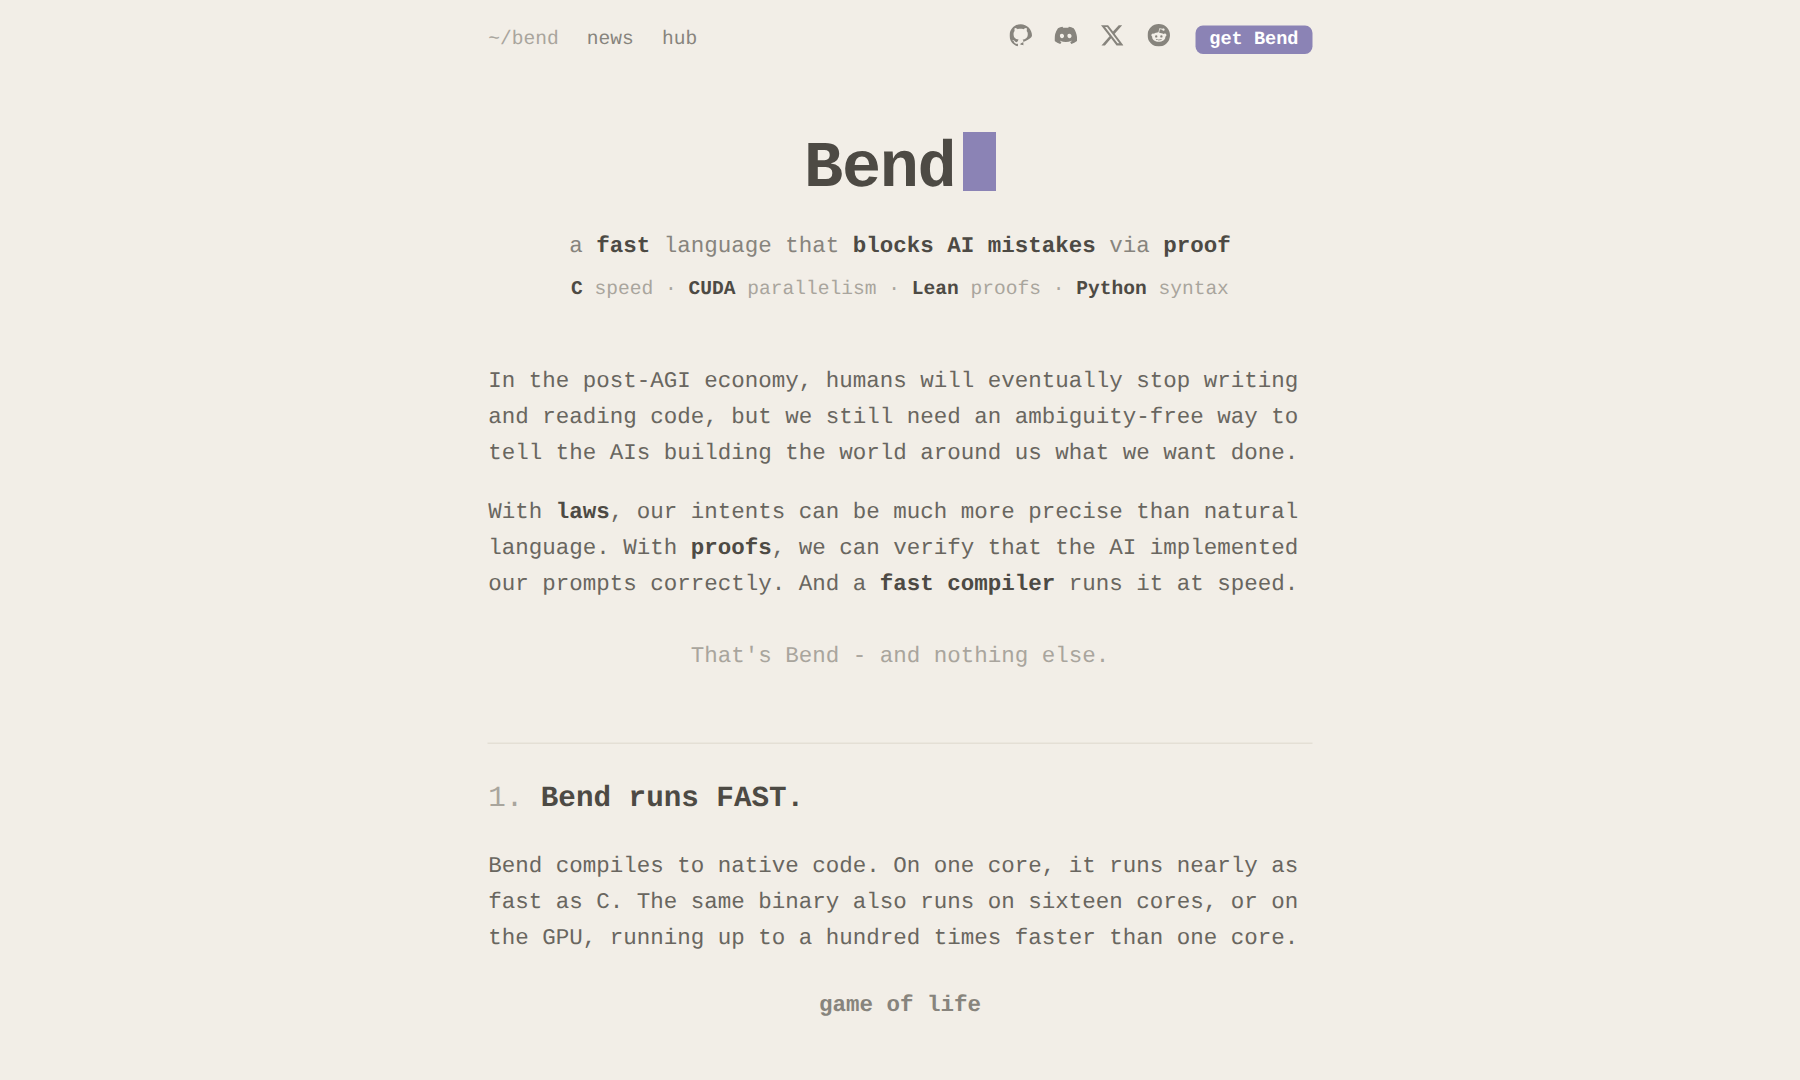 ~/bend news hub get Bend
Bend
a fast language that blocks AI mistakes via proof
C speed · CUDA parallelism · Lean proofs · Python syntax
In the post-AGI economy, humans will eventually stop writing
and reading code, but we still need an ambiguity-free way to
tell the AIs building the world around us what we want done.
With laws, our intents can be much more precise than natural
language. With proofs, we can verify that the AI implemented
our prompts correctly. And a fast compiler runs it at speed.
That's Bend - and nothing else.
1. Bend runs FAST.
Bend compiles to native code. On one core, it runs nearly as
fast as C. The same binary also runs on sixteen cores, or on
the GPU, running up to a hundred times faster than one core.
game of life